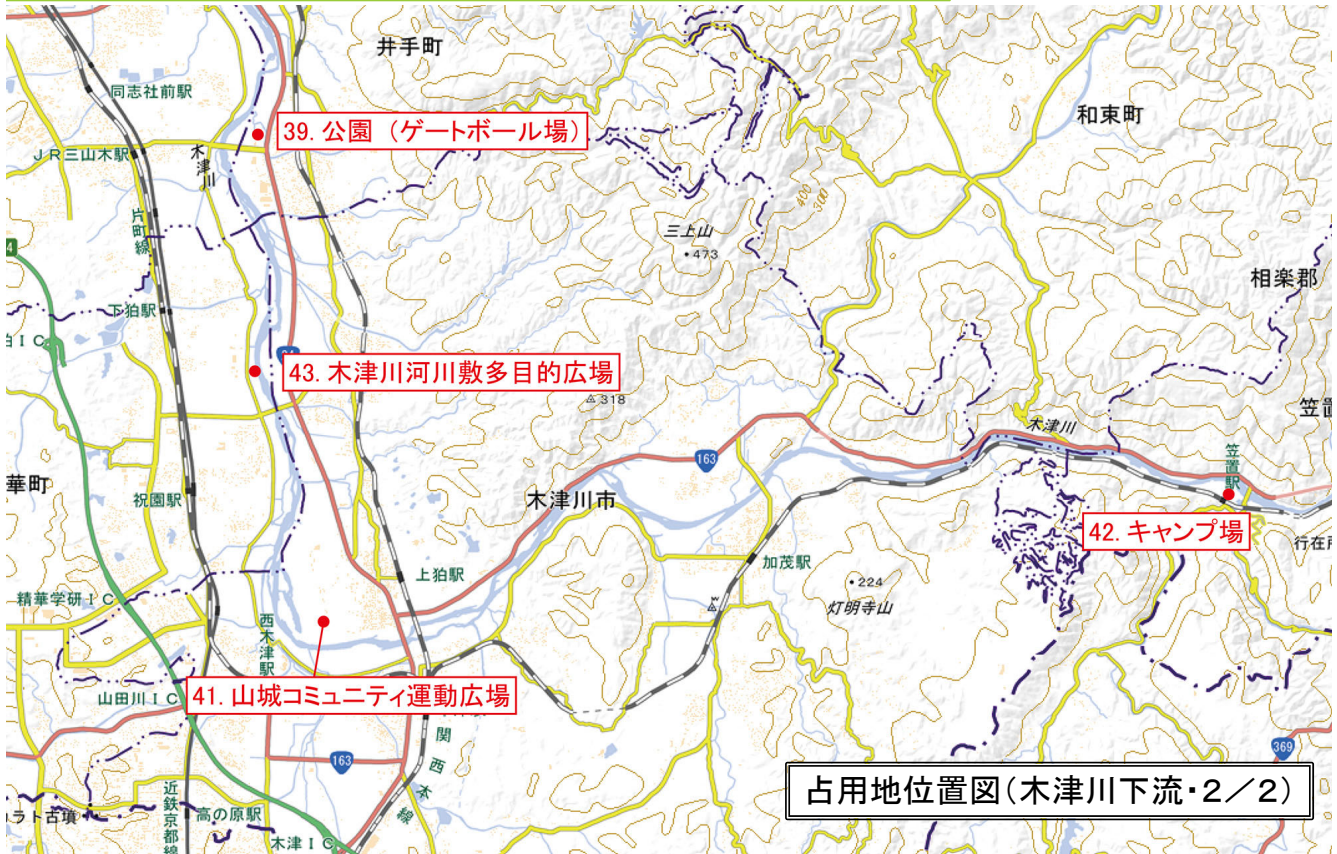 井手町
同志社前駅
和束町
39. 公園 (ゲートボール場)
JR三山木駅
木津川
片町線
400
300
三上山
473
相楽郡
下狛駅
43. 木津川河川敷多目的広場
318
笠置
木津川
163
笠置駅
祝園駅
木津川市
42. キャンプ場
行在所
上狛駅
加茂駅
224
灯明寺山
精華学研IC
西木津駅
山田川IC
41. 山城コミュニティ運動広場
関西本線
163
369
占用地位置図(木津川下流・2/2)
近鉄京都線
高の原駅
木津IC